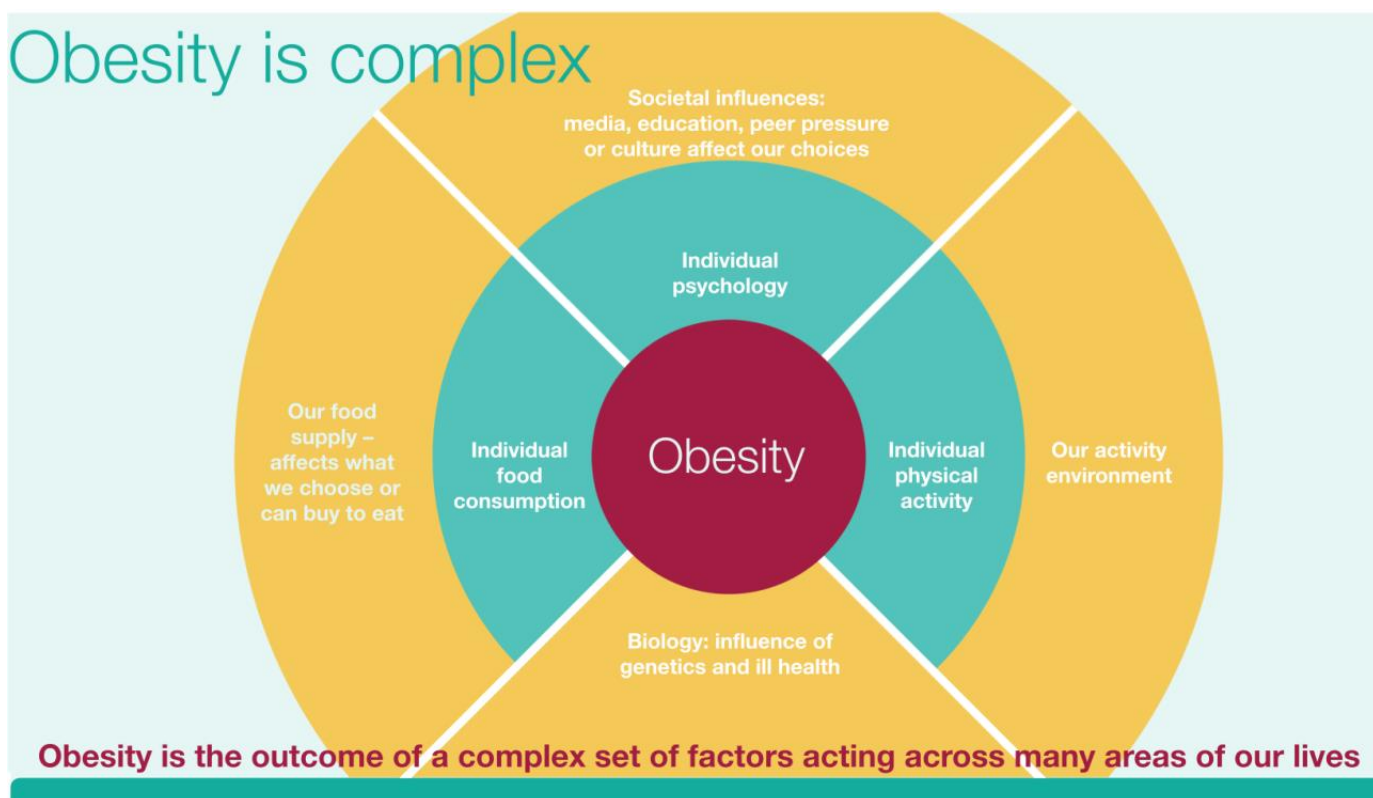 Obesity is complex
Societal influences:
media, education, peer pressure
or culture affect our choices
Individual
psychology
Our food
supply –
affects what
we choose or
can buy to eat
Individual
food
consumption
Obesity
Individual
physical
activity
Our activity
environment
Biology: influence of
genetics and ill health
Obesity is the outcome of a complex set of factors acting across many areas of our lives